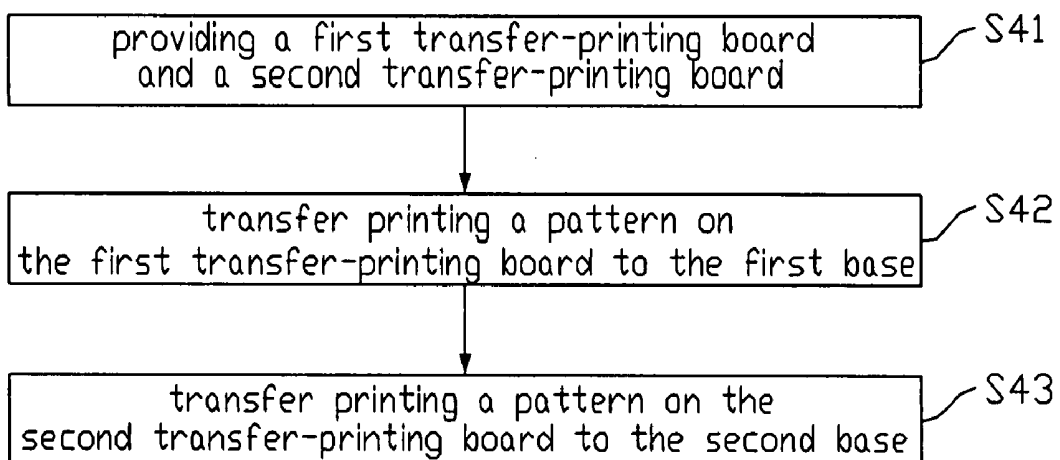 providing a first transfer-printing board
and a second transfer-printing board
S41
transfer printing a pattern on
the first transfer-printing board to the first base
S42
transfer printing a pattern on the
second transfer-printing board to the second base
S43